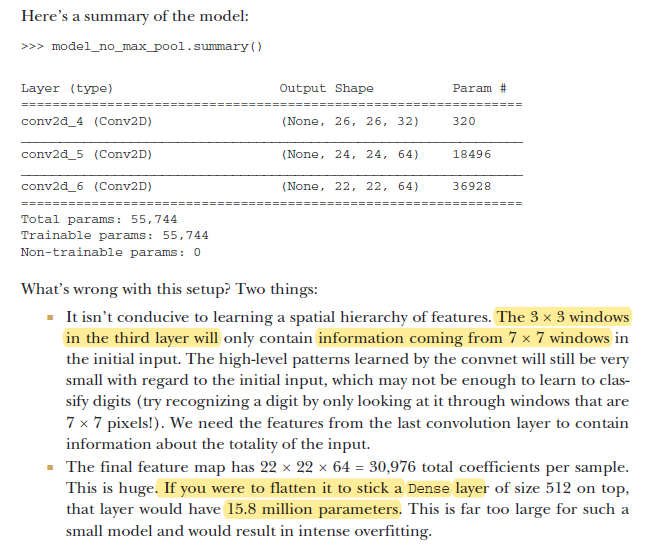 Here's a summary of the model:
>>> model_no_max_pool.summary()
Layer (type) Output Shape Param #
================================================================
conv2d_4 (Conv2D) (None, 26, 26, 32) 320
________________________________________________________________
conv2d_5 (Conv2D) (None, 24, 24, 64) 18496
________________________________________________________________
conv2d_6 (Conv2D) (None, 22, 22, 64) 36928
================================================================
Total params: 55,744
Trainable params: 55,744
Non-trainable params: 0
What's wrong with this setup? Two things:
■ It isn't conducive to learning a spatial hierarchy of features. The 3 × 3 windows
in the third layer will only contain information coming from 7 × 7 windows in
the initial input. The high-level patterns learned by the convnet will still be very
small with regard to the initial input, which may not be enough to learn to clas-
sify digits (try recognizing a digit by only looking at it through windows that are
7 × 7 pixels!). We need the features from the last convolution layer to contain
information about the totality of the input.
■ The final feature map has 22 × 22 × 64 = 30,976 total coefficients per sample.
This is huge. If you were to flatten it to stick a Dense layer of size 512 on top,
that layer would have 15.8 million parameters. This is far too large for such a
small model and would result in intense overfitting.